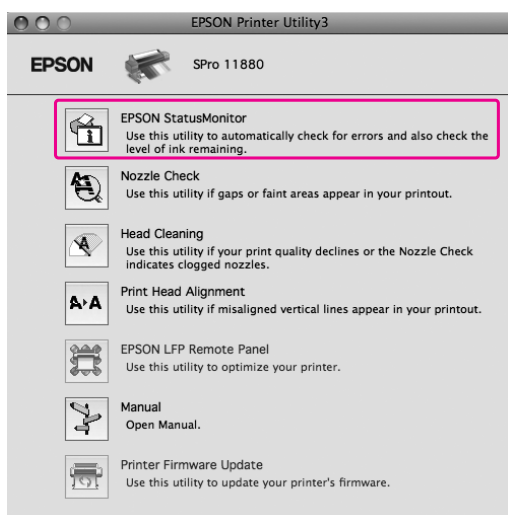 EPSON Printer Utility3
EPSON
SPro 11880
EPSON StatusMonitor
Use this utility to automatically check for errors and also check the
level of ink remaining.
Nozzle Check
Use this utility if gaps or faint areas appear in your printout.
Head Cleaning
Use this utility if your print quality declines or the Nozzle Check
indicates clogged nozzles.
A›A
Print Head Alignment
Use this utility if misaligned vertical lines appear in your printout.
EPSON LFP Remote Panel
Use this utility to optimize your printer.
Manual
Open Manual.
Printer Firmware Update
Use this utility to update your printer's firmware.